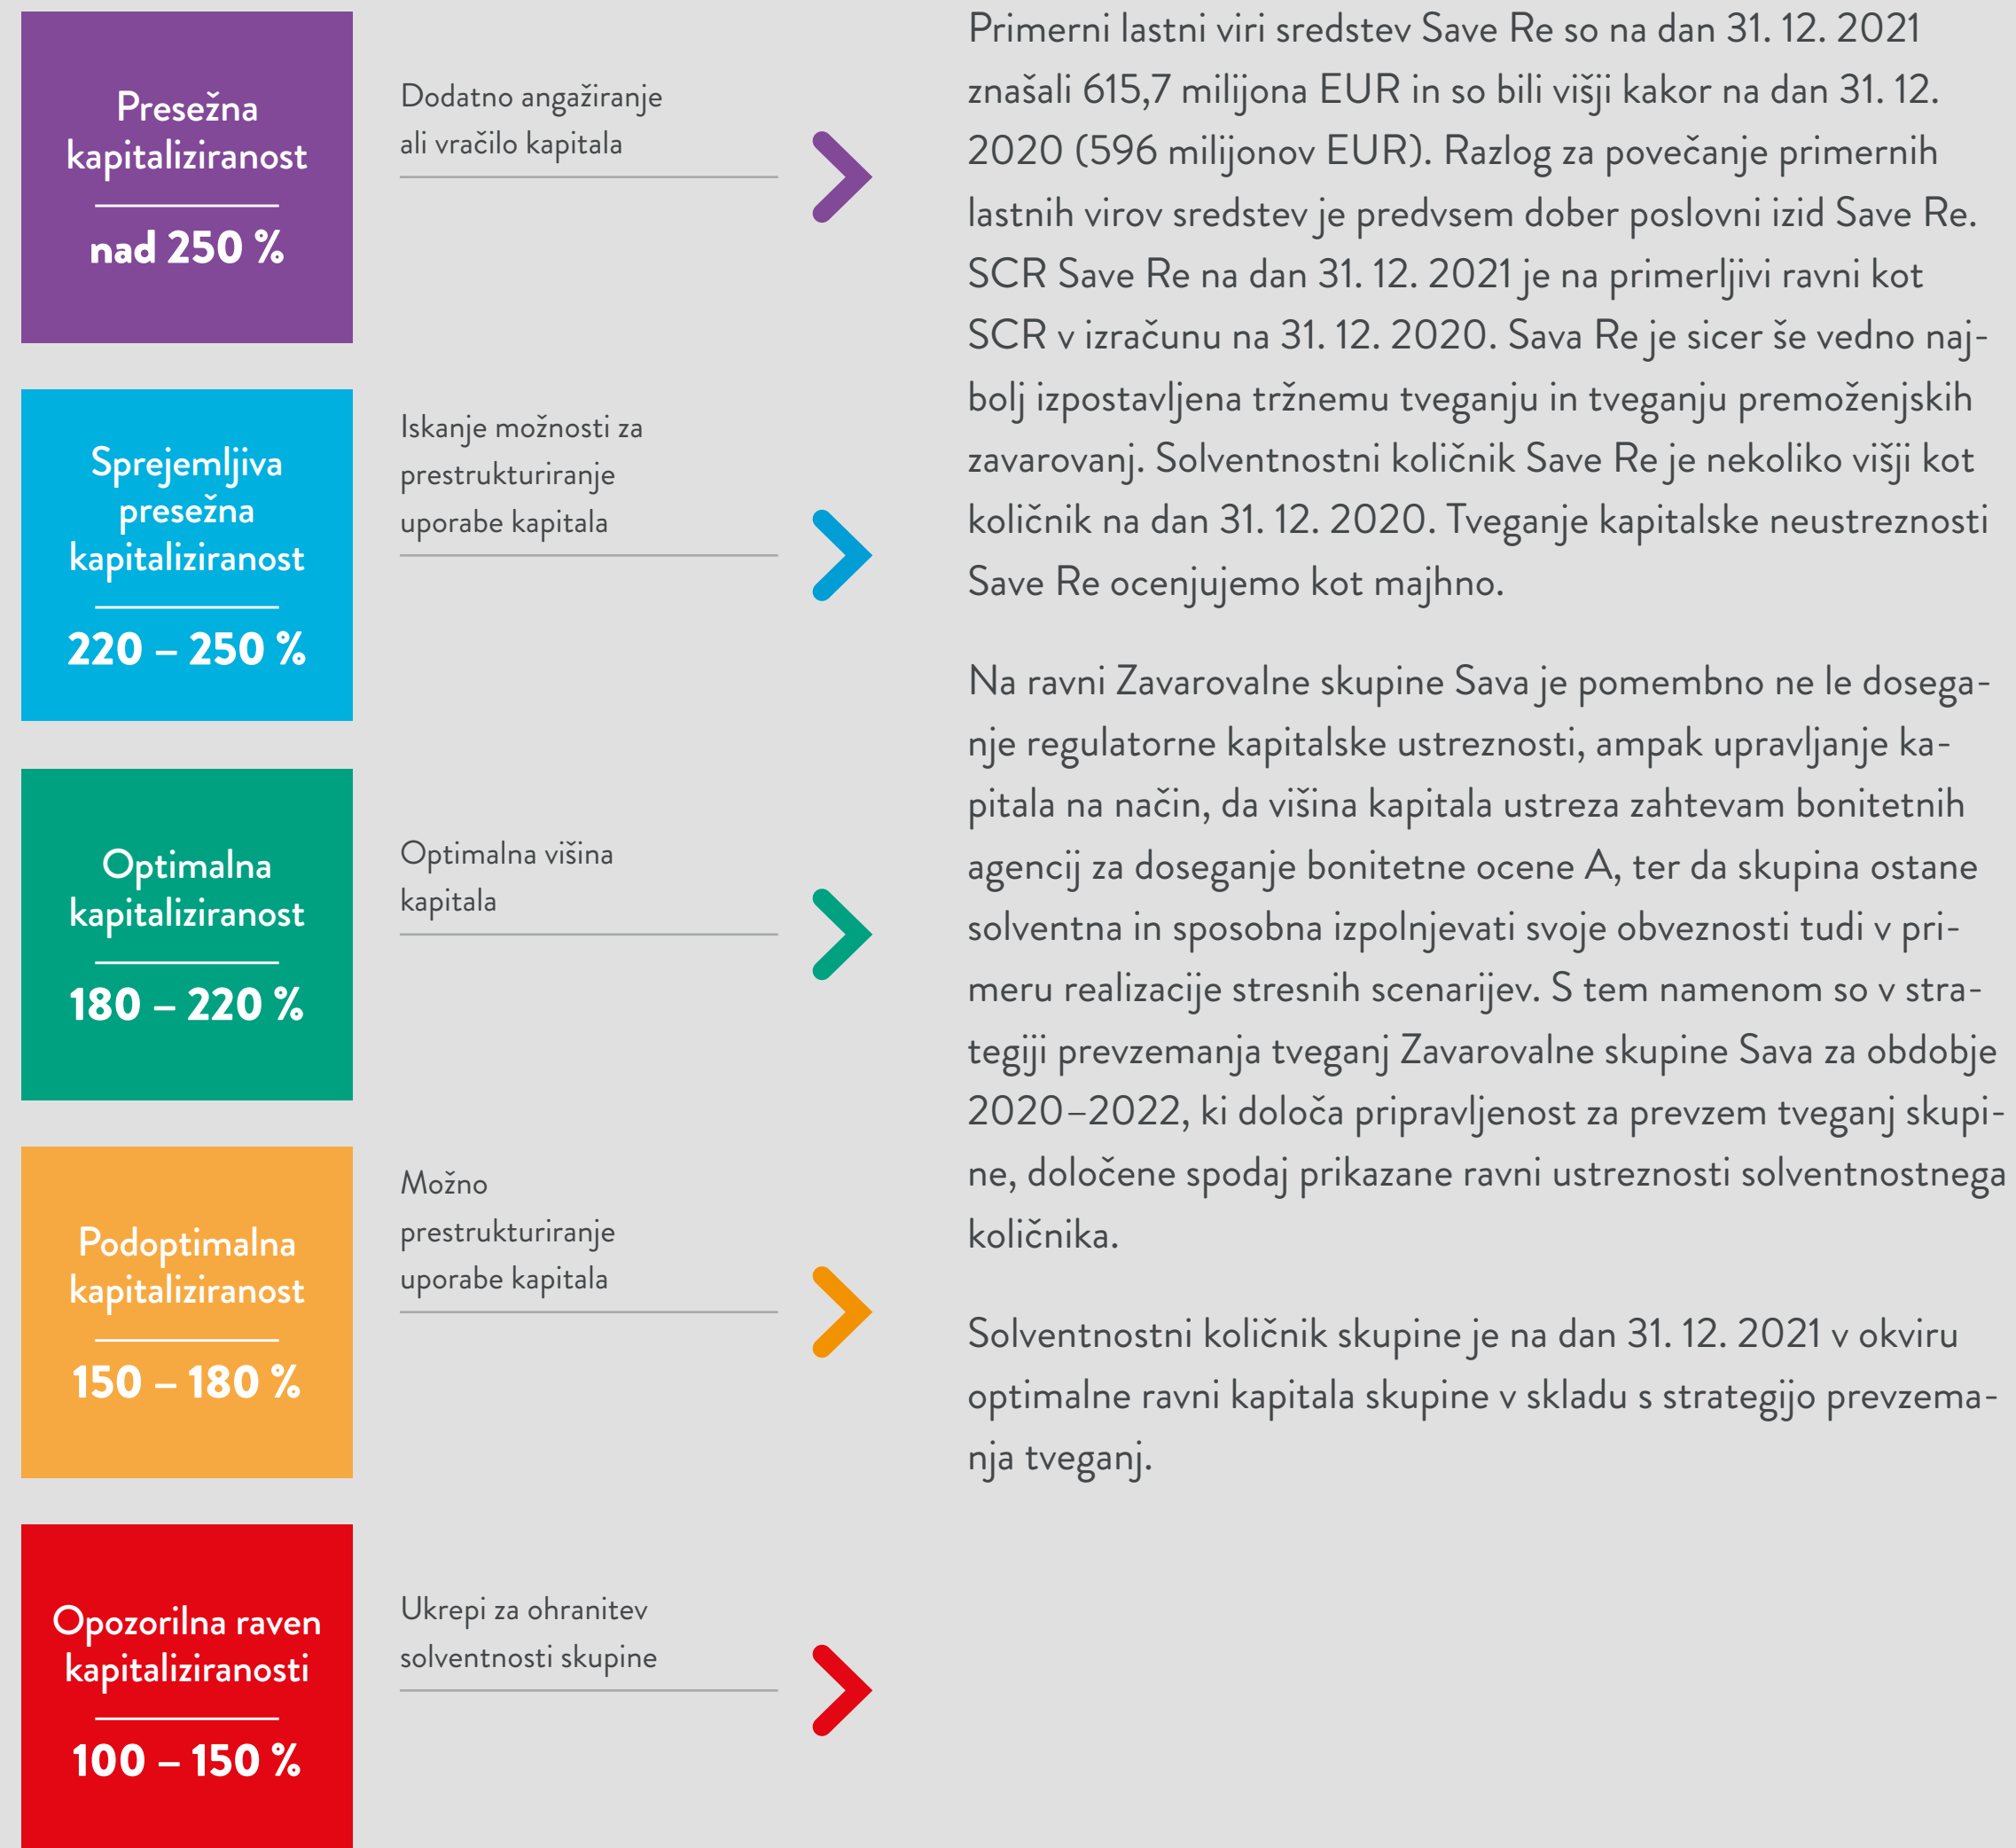 Presežna
kapitaliziranost
nad 250 %
Dodatno angažiranje
ali vračilo kapitala
Sprejemljiva
presežna
kapitaliziranost
220 – 250 %
Iskanje možnosti za
prestrukturiranje
uporabe kapitala
Optimalna
kapitaliziranost
180 – 220 %
Optimalna višina
kapitala
Podoptimalna
kapitaliziranost
150 – 180 %
Možno
prestrukturiranje
uporabe kapitala
Opozorilna raven
kapitaliziranosti
100 – 150 %
Ukrepi za ohranitev
solventnosti skupine
Primerni lastni viri sredstev Save Re so na dan 31. 12. 2021
znašali 615,7 milijona EUR in so bili višji kakor na dan 31. 12.
2020 (596 milijonov EUR). Razlog za povečanje primernih
lastnih virov sredstev je predvsem dober poslovni izid Save Re.
SCR Save Re na dan 31. 12. 2021 je na primerljivi ravni kot
SCR v izračunu na 31. 12. 2020. Sava Re je sicer še vedno naj-
bolj izpostavljena tržnemu tveganju in tveganju premoženjskih
zavarovanj. Solventnostni količnik Save Re je nekoliko višji kot
količnik na dan 31. 12. 2020. Tveganje kapitalske neustreznosti
Save Re ocenjujemo kot majhno.
Na ravni Zavarovalne skupine Sava je pomembno ne le dosega-
nje regulatorne kapitalske ustreznosti, ampak upravljanje ka-
pitala na način, da višina kapitala ustreza zahtevam bonitetnih
agencij za doseganje bonitetne ocene A, ter da skupina ostane
solventna in sposobna izpolnjevati svoje obveznosti tudi v pri-
meru realizacije stresnih scenarijev. S tem namenom so v stra-
tegiji prevzemanja tveganj Zavarovalne skupine Sava za obdobje
2020–2022, ki določa pripravljenost za prevzem tveganj skupi-
ne, določene spodaj prikazane ravni ustreznosti solventnostnega
količnika.
Solventnostni količnik skupine je na dan 31. 12. 2021 v okviru
optimalne ravni kapitala skupine v skladu s strategijo prevzema-
nja tveganj.